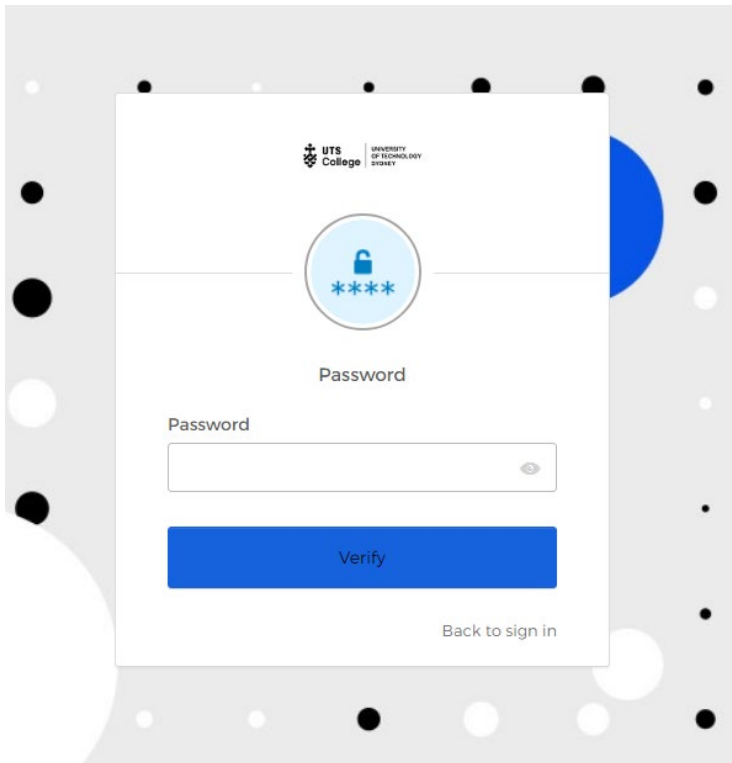 UTS
College
UNIVERSITY
OF TECHNOLOGY
SYDNEY
****
Password
Password
Verify
Back to sign in